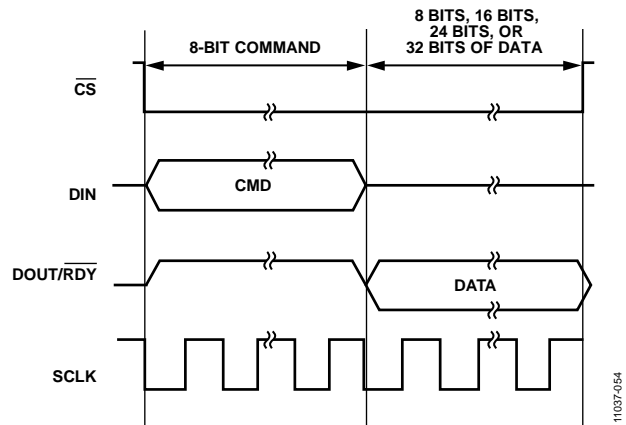 8-BIT COMMAND
8 BITS, 16 BITS,
24 BITS, OR
32 BITS OF DATA
CS
DIN
CMD
DOUT/RDY
DATA
SCLK
11037-054